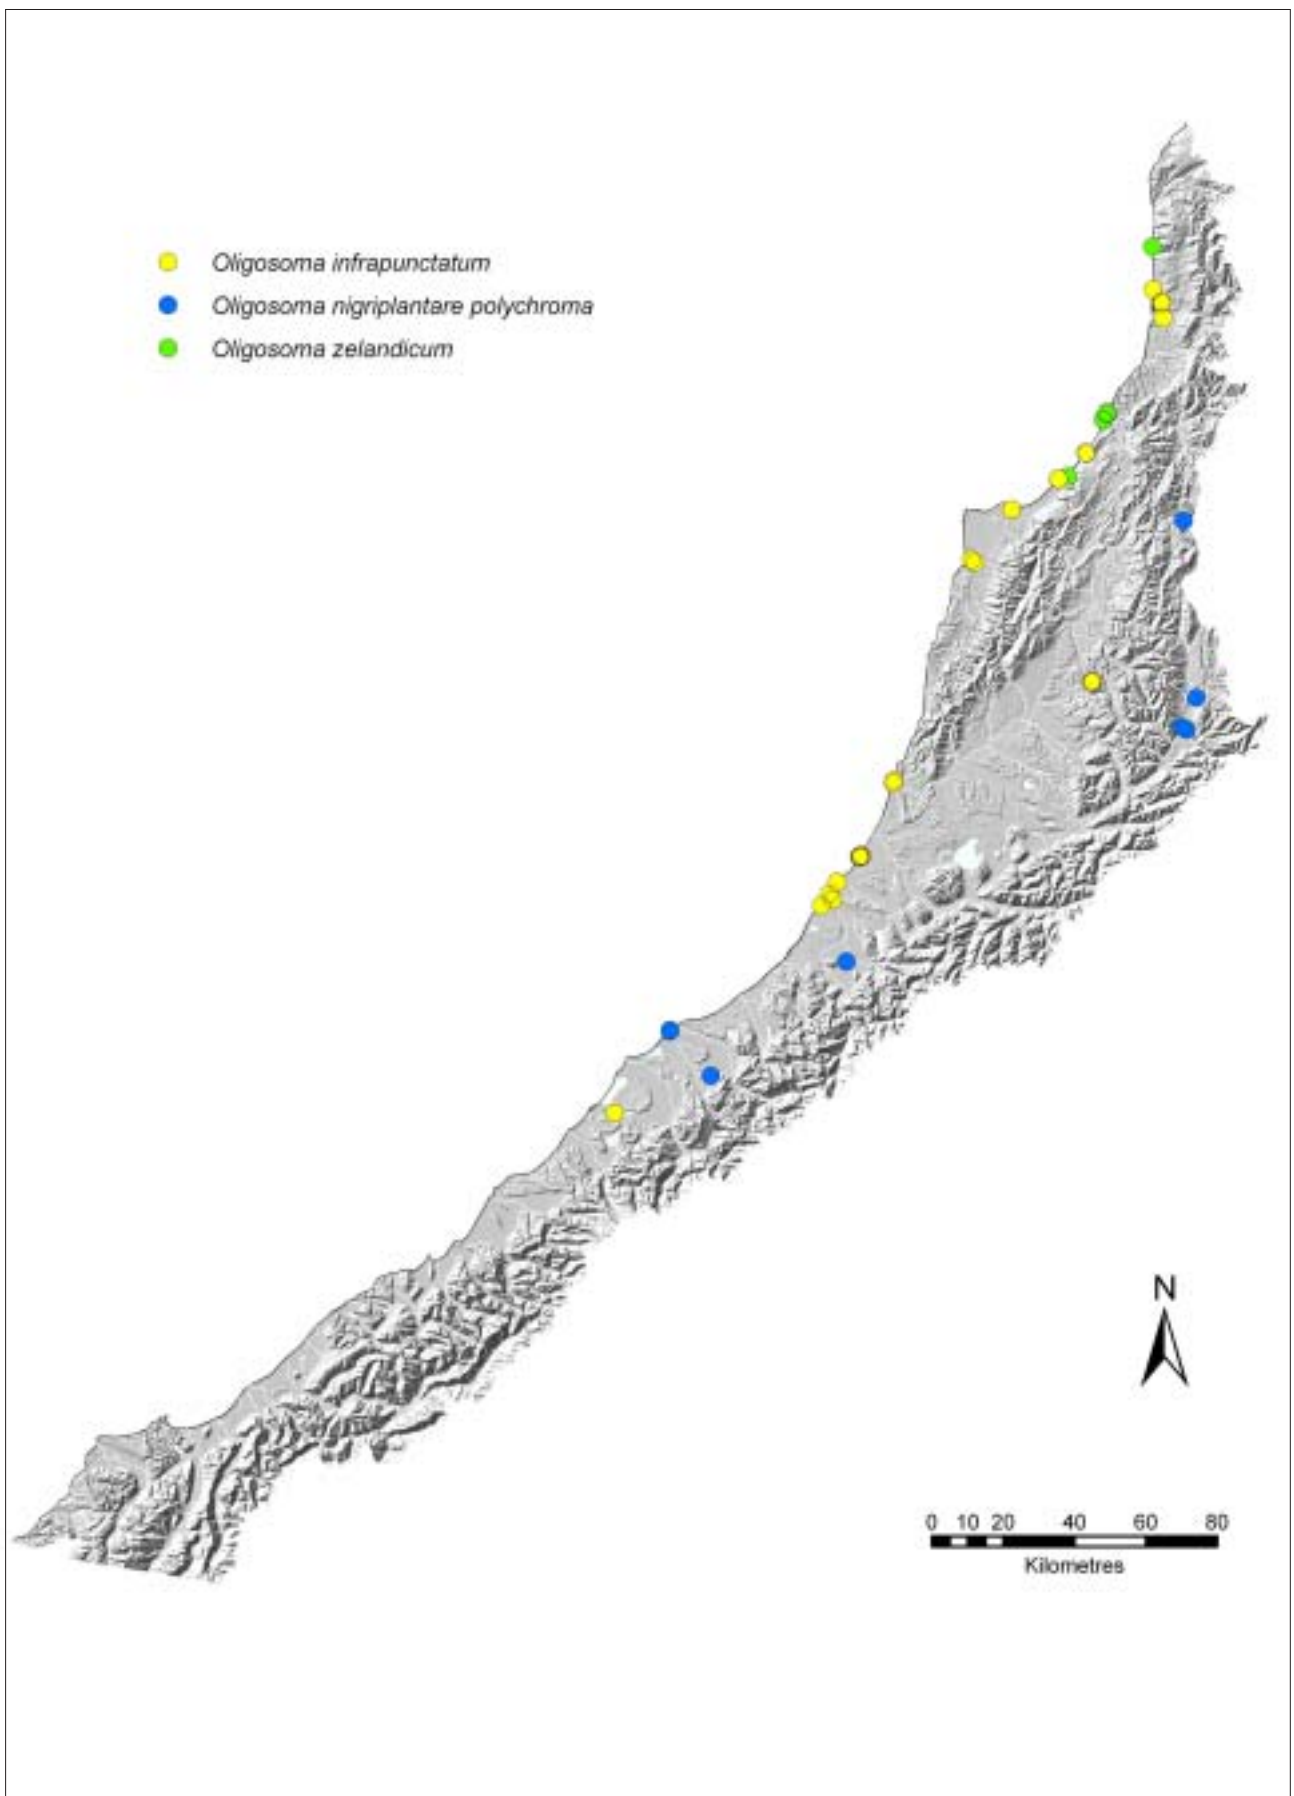 Oligosoma infrapunctatum
Oligosoma nigriplantare polychroma
Oligosoma zelandicum
N
0 10 20 40 60 80
Kilometres